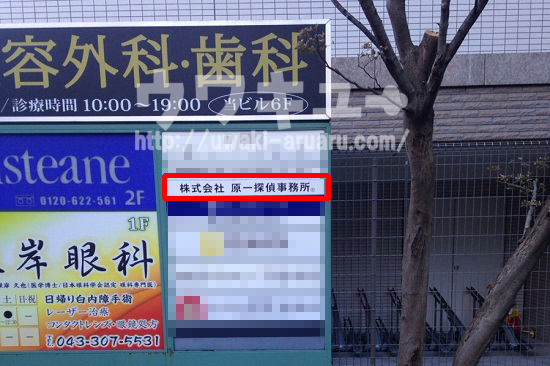 容外科・歯科
/診療時間 10:00～19:00 当ビル6F
http://uwaki-aruaru.com/
steane
0120-622-561 2F
株式会社 原一探偵事務所
1F
岸眼科
土 日祝
日帰り白内障手術
レーザー治療
コンタクトレンズ・眼鏡処方
043-307-5531